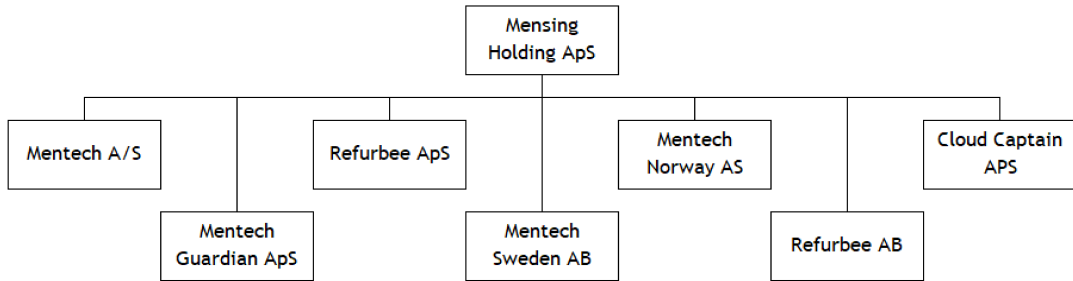 Mensing
Holding ApS
Mentech A/S
Refurbee ApS
Mentech
Norway AS
Cloud Captain
APS
Mentech
Guardian ApS
Mentech
Sweden AB
Refurbee AB